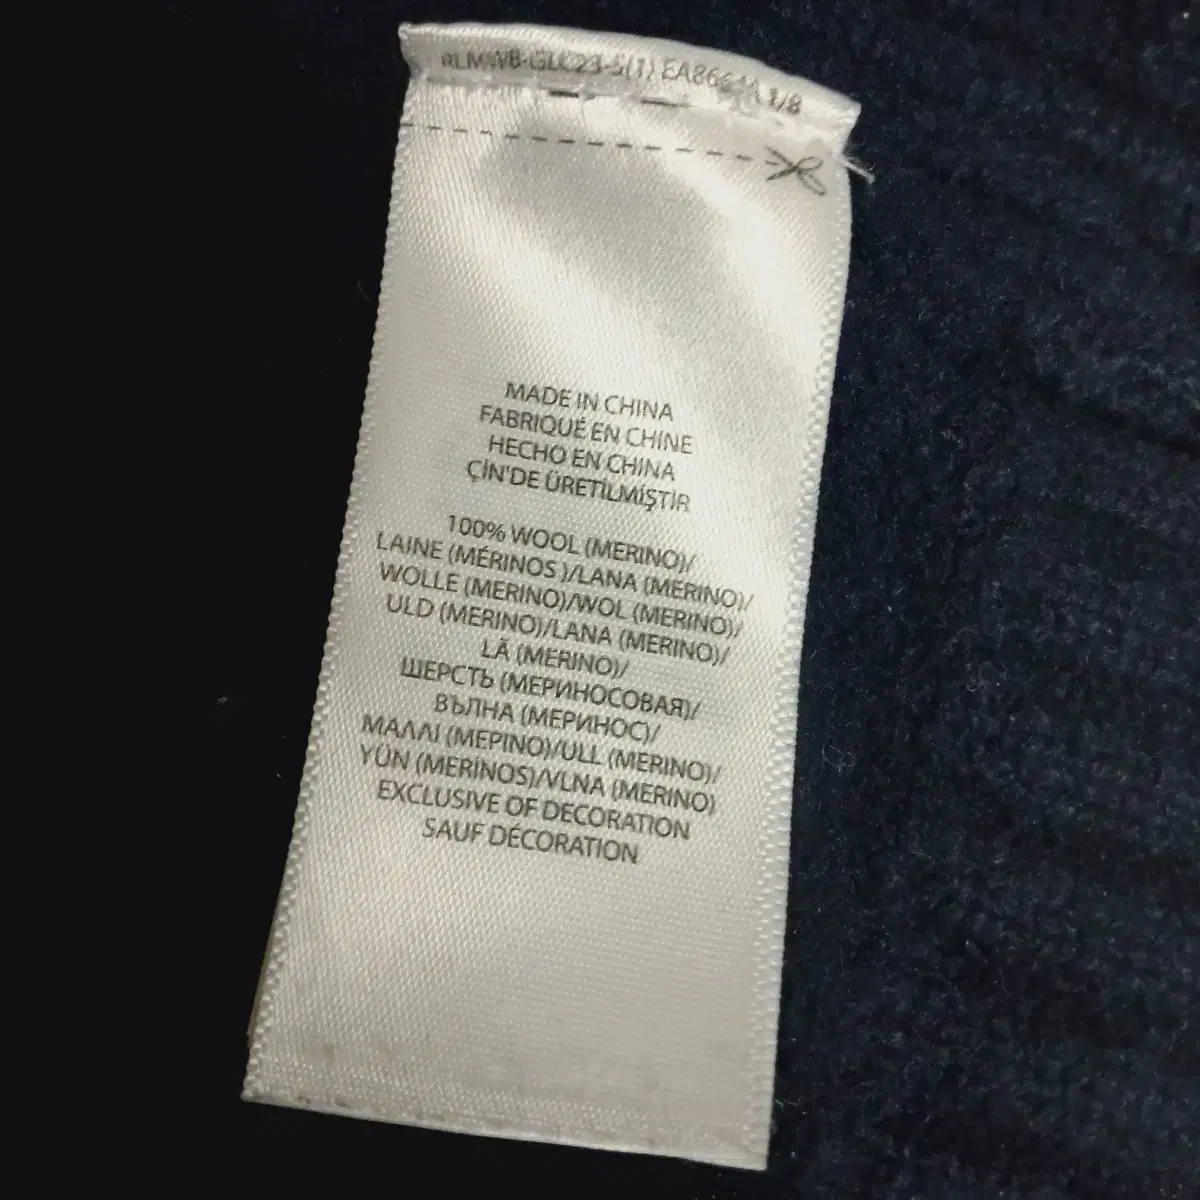 MADE IN CHINA
FABRIQUÉ EN CHINE
HECHO EN CHINA
ÇİN'DE ÜRETİLMİŞTİR
100% WOOL (MERINO)/
LAINE (MÉRINOS )/LANA (MERINO)/
WOLLE (MERINO)/WOL (MERINO)/
ULD (MERINO)/LANA (MERINO)/
LÃ (MERINO)/
ШЕРСТЬ (МЕРИНОСОВАЯ)/
ВЪЛНА (МЕРИНОС)/
ΜΑΛΛΙ (ΜΕΡΙΝΟ)/ULL (MERINO)/
YÜN (MERİNOS)/VLNA (MERINO)
EXCLUSIVE OF DECORATION
SAUF DÉCORATION